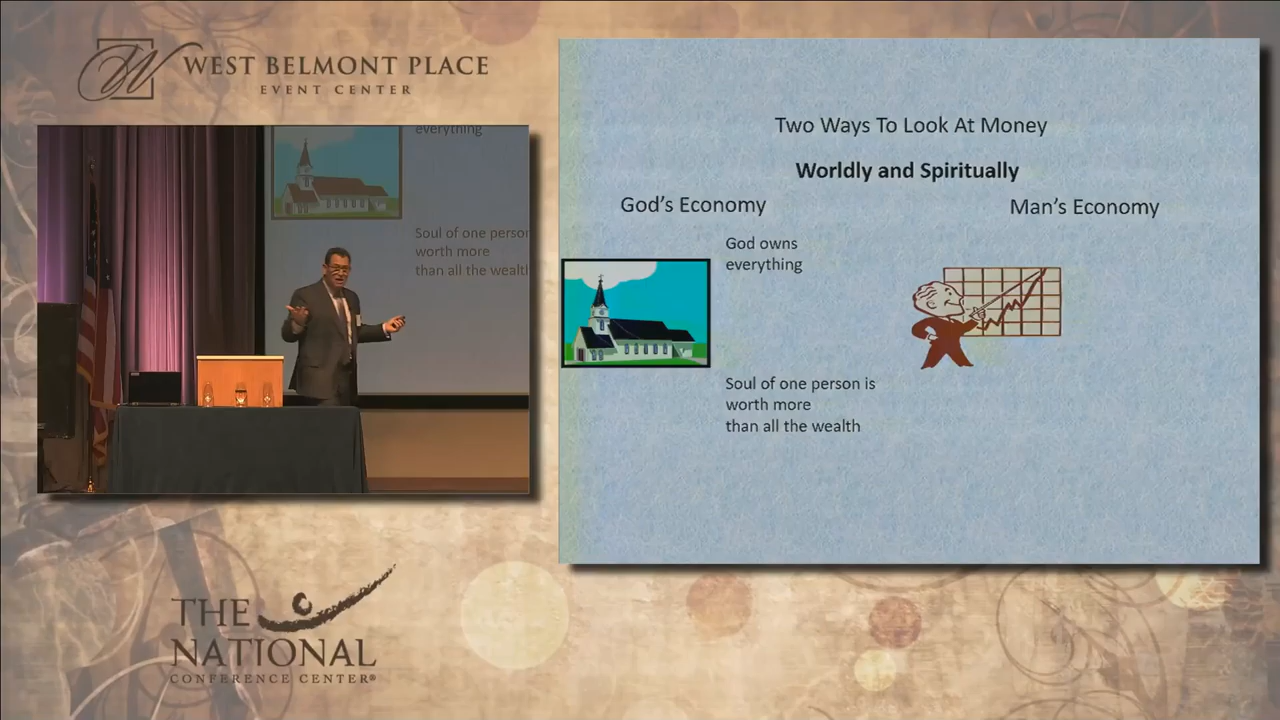 WEST BELMONT PLACE
EVENT CENTER
everything
Soul of one person
worth more
than all the wealth
THE
NATIONAL
CONFERENCE CENTER®
Two Ways To Look At Money
Worldly and Spiritually
God's Economy
Man's Economy
God owns
everything
Soul of one person is
worth more
than all the wealth